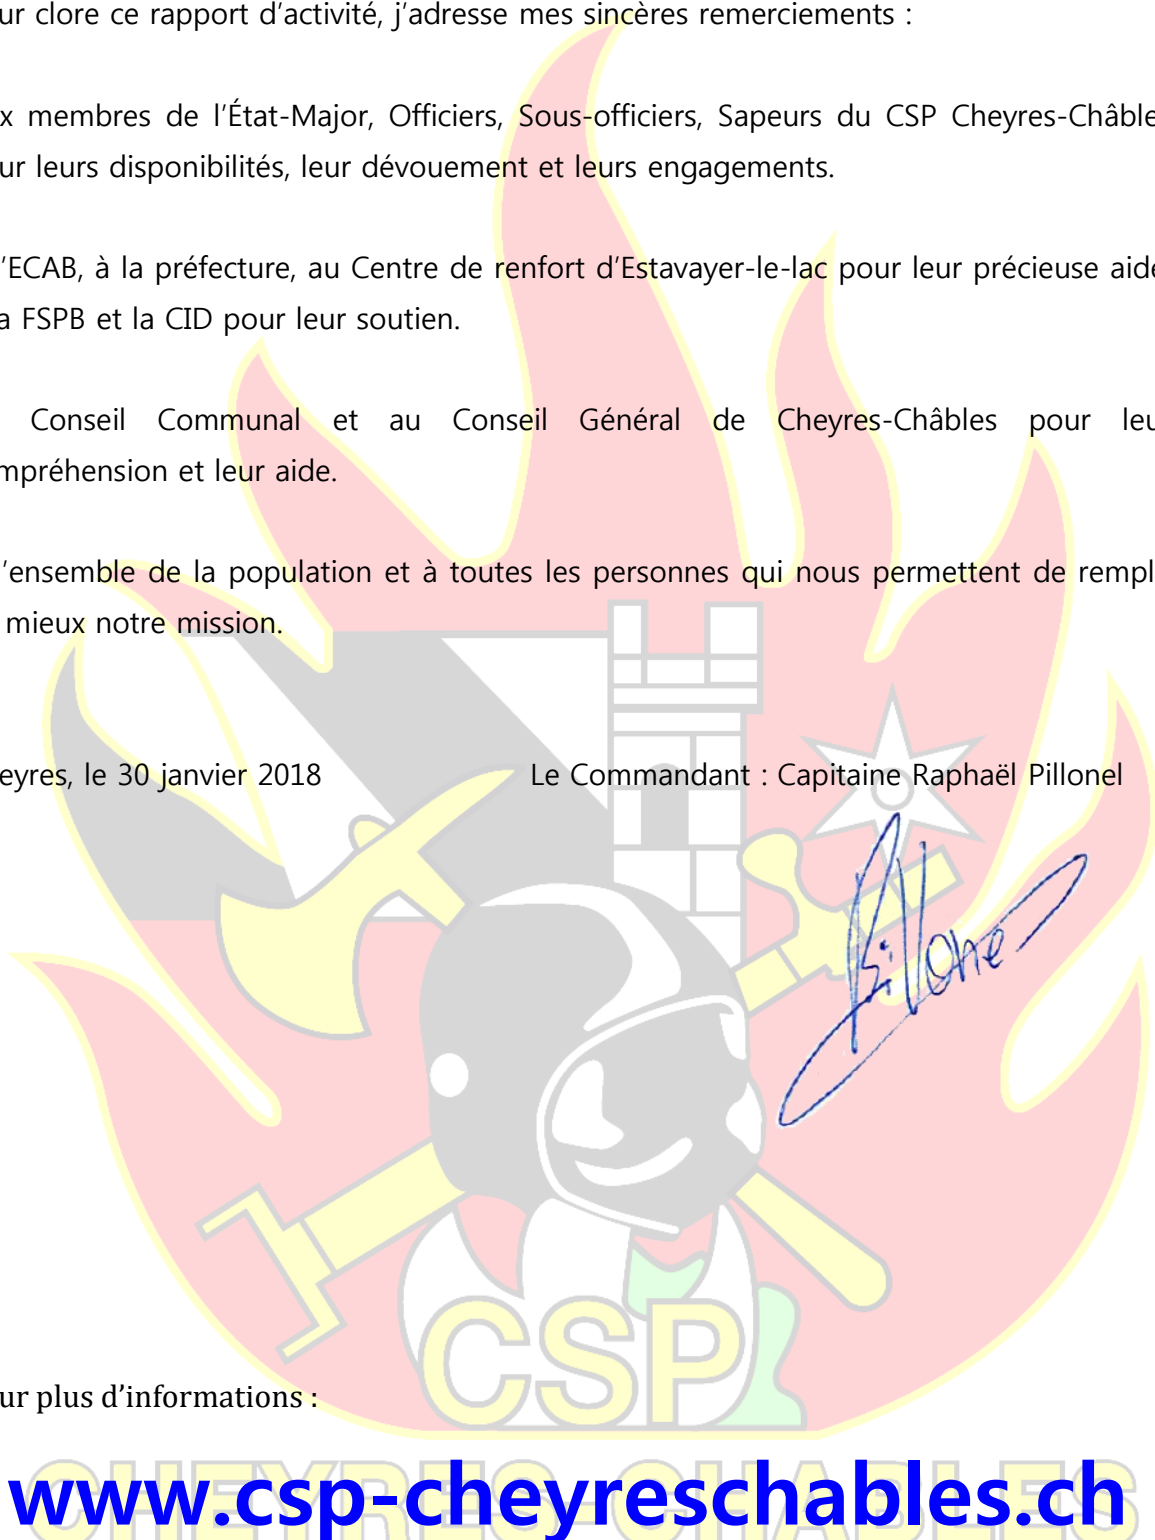 ur clore ce rapport d’activité, j’adresse mes sincères remerciements :
x membres de l’État-Major, Officiers, Sous-officiers, Sapeurs du CSP Cheyres-Châble
ur leurs disponibilités, leur dévouement et leurs engagements.
’ECAB, à la préfecture, au Centre de renfort d’Estavayer-le-lac pour leur précieuse aide
a FSPB et la CID pour leur soutien.
Conseil Communal et au Conseil Général de Cheyres-Châbles pour leu
mpréhension et leur aide.
’ensemble de la population et à toutes les personnes qui nous permettent de rempl
mieux notre mission.
eyres, le 30 janvier 2018 Le Commandant : Capitaine Raphaël Pillonel
Pillonel
CSP
ur plus d’informations :
www.csp-cheyreschables.ch
CHEYRES-CHABLES